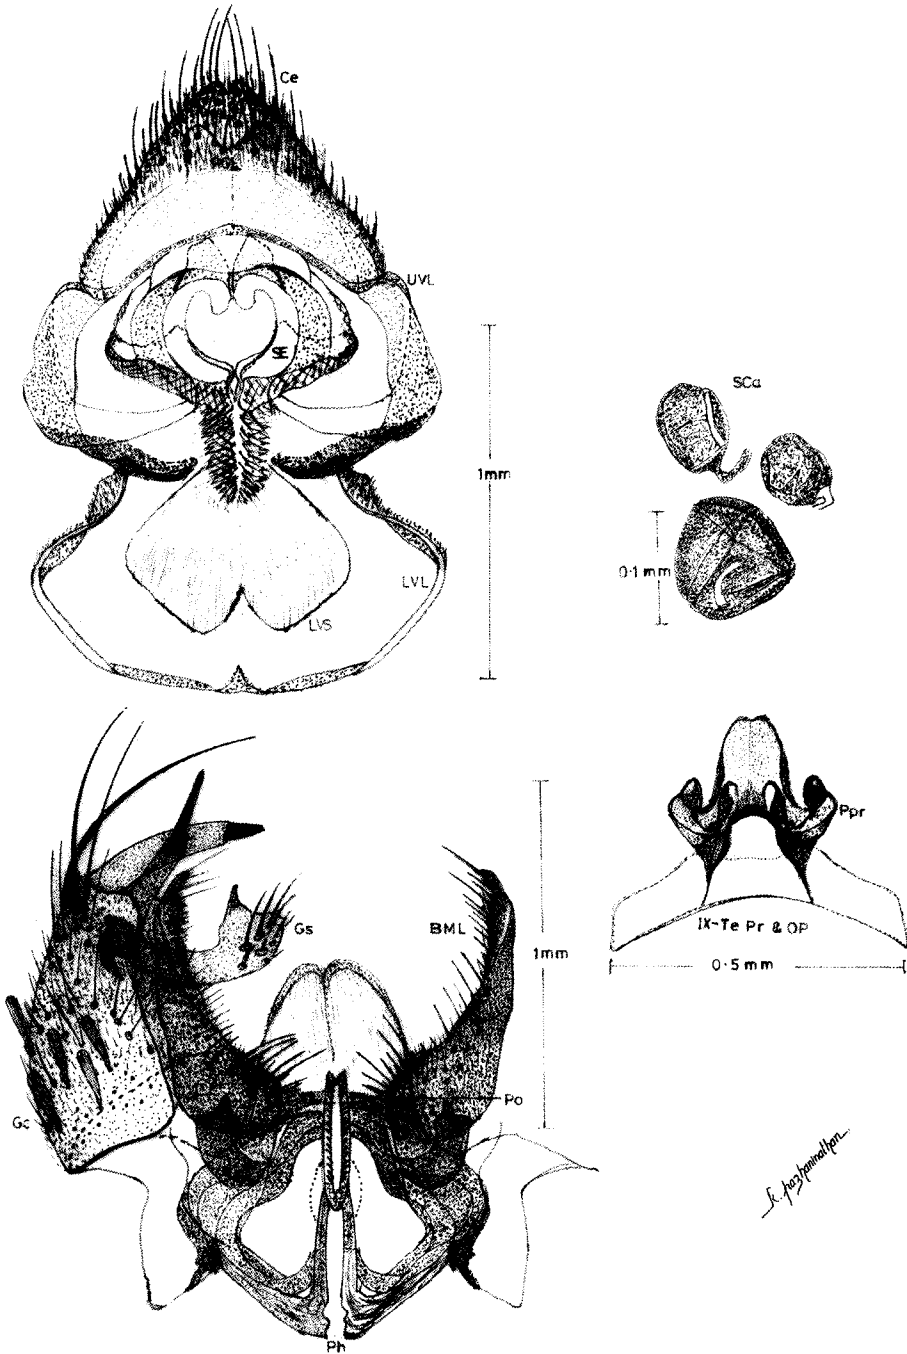 Ce
UVL
SE
SCa
1mm
0·1 mm
LVL
LVS
Ppr
Gs
BML
IX-Te Pr & OP
1mm
0·5 mm
Po
Gc
Ph